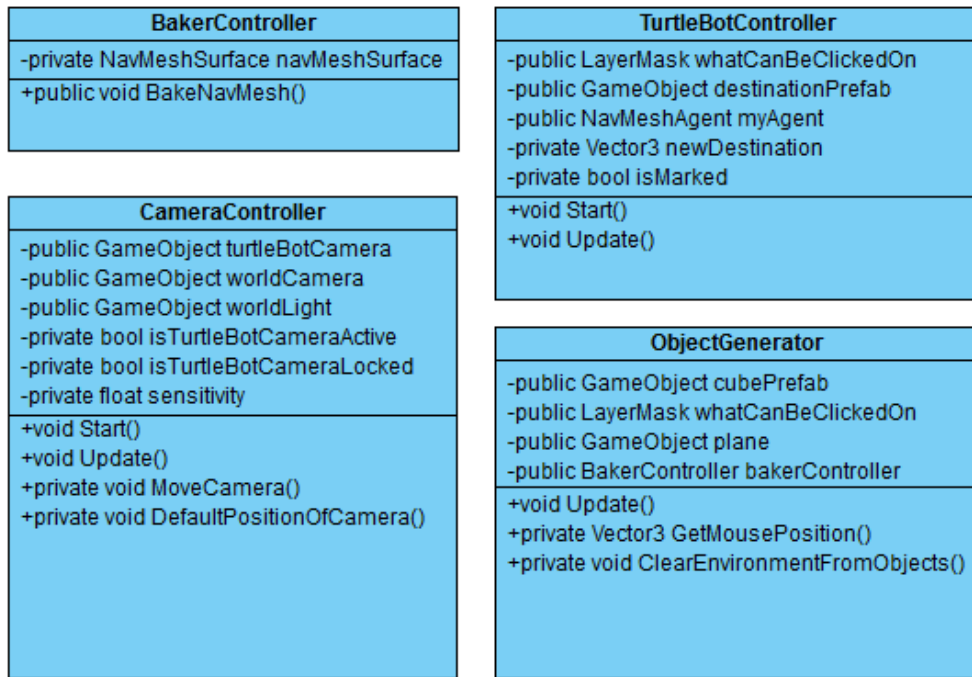 BakerController
-private NavMeshSurface navMeshSurface
+public void BakeNavMesh()
CameraController
-public GameObject turtleBotCamera
-public GameObject worldCamera
-public GameObject worldLight
-private bool isTurtleBotCameraActive
-private bool isTurtleBotCameraLocked
-private float sensitivity
+void Start()
+void Update()
+private void MoveCamera()
+private void DefaultPositionOfCamera()
TurtleBotController
-public LayerMask whatCanBeClickedOn
-public GameObject destinationPrefab
-public NavMeshAgent myAgent
-private Vector3 newDestination
-private bool isMarked
+void Start()
+void Update()
ObjectGenerator
-public GameObject cubePrefab
-public LayerMask whatCanBeClickedOn
-public GameObject plane
-public BakerController bakerController
+void Update()
+private Vector3 GetMousePosition()
+private void ClearEnvironmentFromObjects()